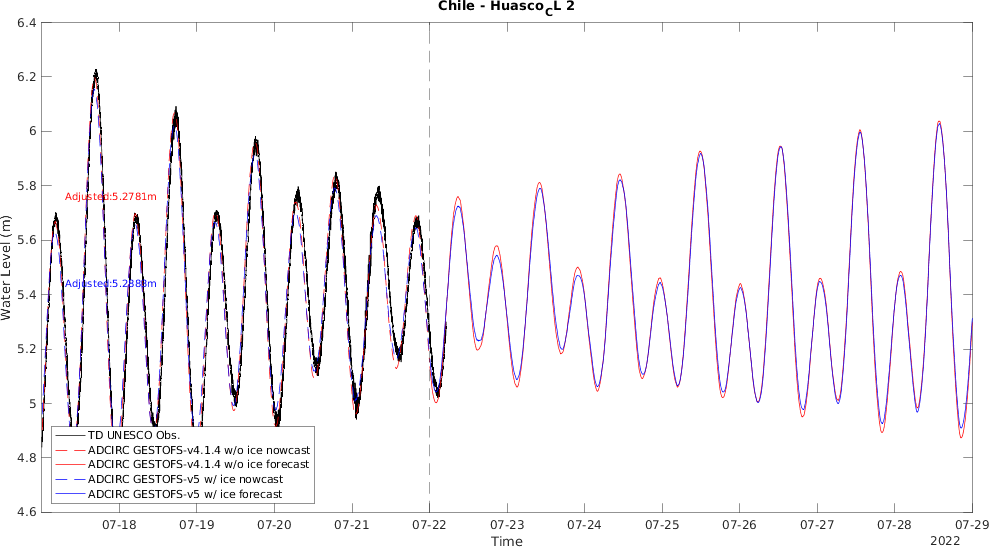 Chile - Huasco_CL 2
6.4
6.2
6
5.8
5.6
5.4
5.2
5
4.8
4.6
Water Level (m)
Adjusted:5.2781m
TD UNESCO Obs.
ADCIRC GESTOFS-v4.1.4 w/o ice nowcast
ADCIRC GESTOFS-v4.1.4 w/o ice forecast
ADCIRC GESTOFS-v5 w/ ice nowcast
ADCIRC GESTOFS-v5 w/ ice forecast
07-18 07-19 07-20 07-21 07-22 07-23 07-24 07-25 07-26 07-27 07-28 07-29
Time
2022